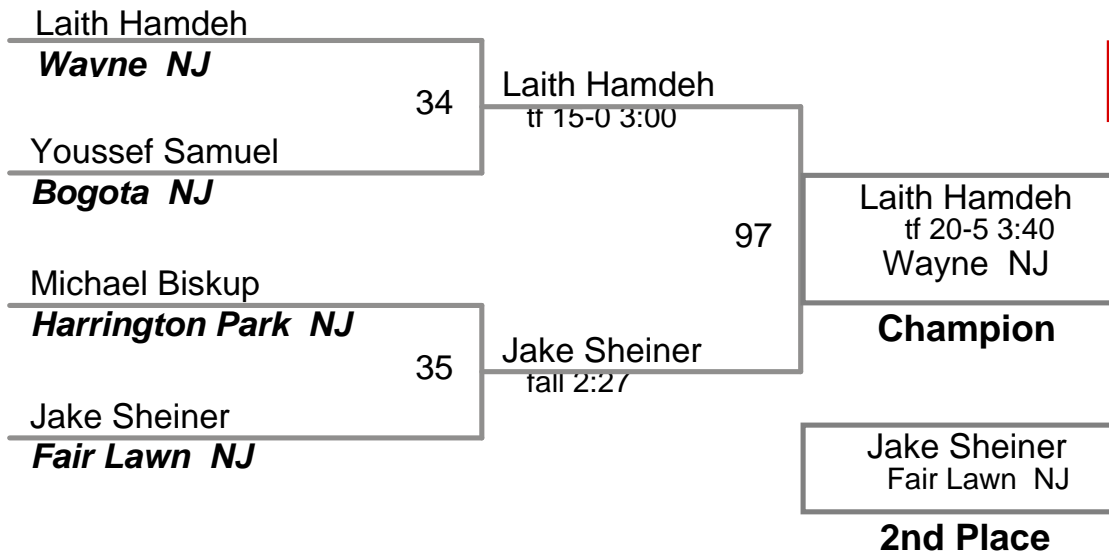 Laith Hamdeh
Wayne NJ
34
Youssef Samuel
Bogota NJ
Laith Hamdeh
tf 15-0 3:00
Michael Biskup
Harrington Park NJ
35
Jake Sheiner
Fair Lawn NJ
Jake Sheiner
fall 2:27
97
Laith Hamdeh
tf 20-5 3:40
Wayne NJ
Champion
Jake Sheiner
Fair Lawn NJ
2nd Place